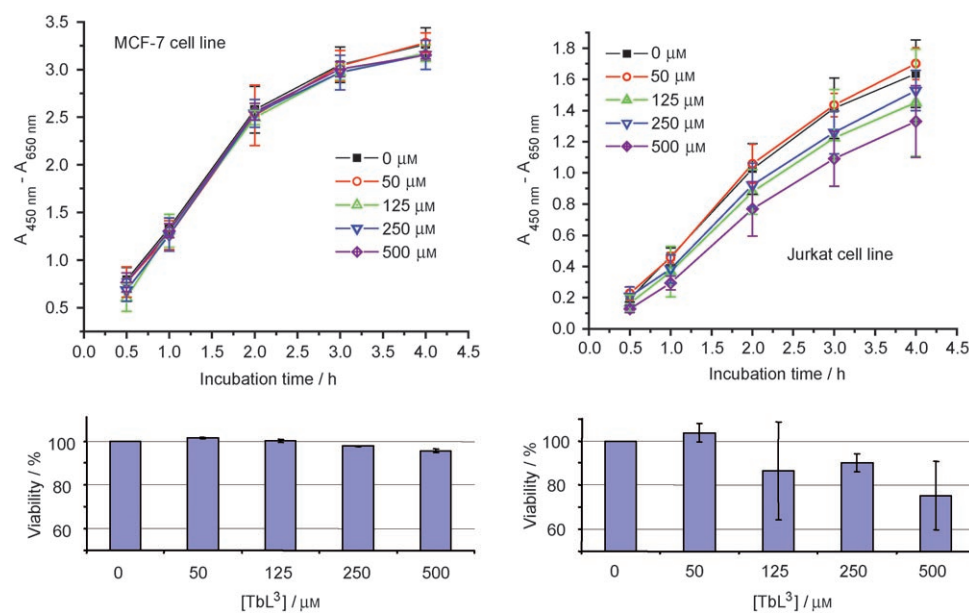 MCF-7 cell line
A 450 nm - A 650 nm
3.5
3.0
2.5
2.0
1.5
1.0
0.5
0 µM
50 µM
125 µM
250 µM
500 µM
0.0 0.5 1.0 1.5 2.0 2.5 3.0 3.5 4.0 4.5
Incubation time / h
A 450 nm - A 650 nm
1.8
1.6
1.4
1.2
1.0
0.8
0.6
0.4
0.2
0.0
0 µM
50 µM
125 µM
250 µM
500 µM
Jurkat cell line
0.0 0.5 1.0 1.5 2.0 2.5 3.0 3.5 4.0 4.5
Incubation time / h
Viability / %
100
80
60
0 50 125 250 500
[TbL³] / µM
Viability / %
100
80
60
0 50 125 250 500
[TbL³] / µM